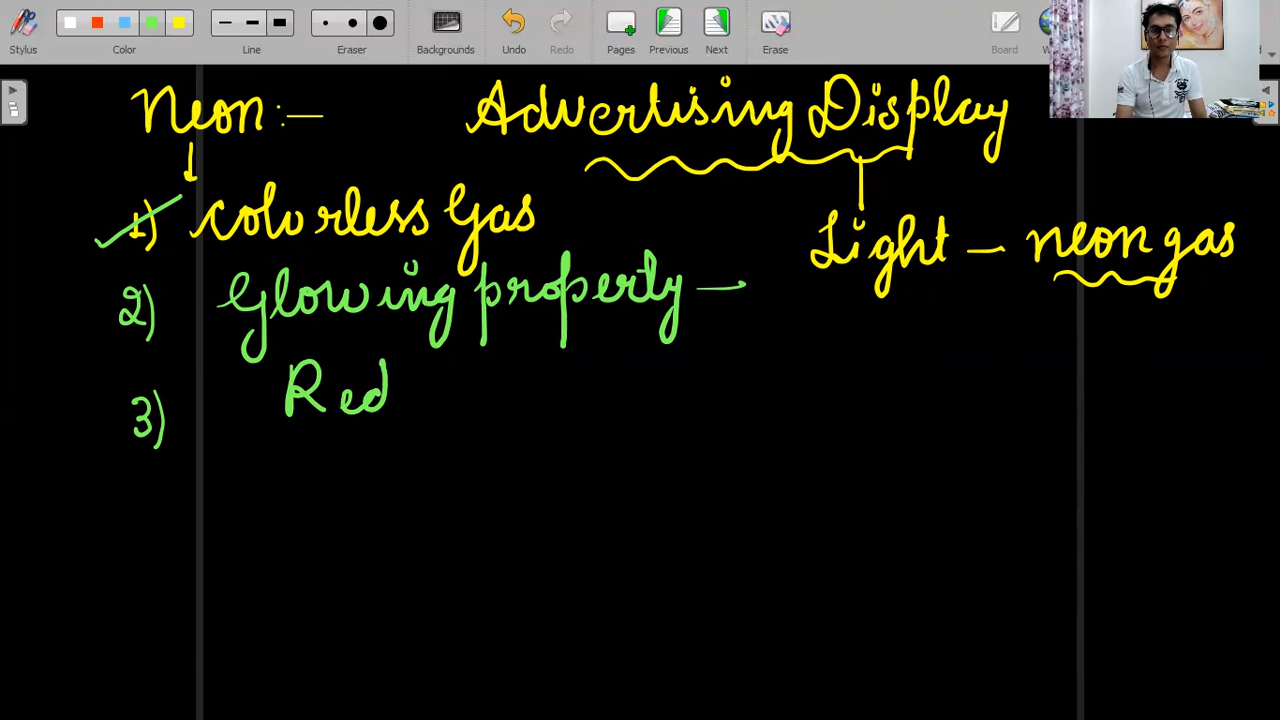 Stylus
Color
Line
Eraser
Backgrounds
Undo
Redo
Pages
Previous
Next
Erase
Board
Neon :- Advertising Display
1) Colorless Gas
Light - neon gas
2) Glowing property -
3) Red